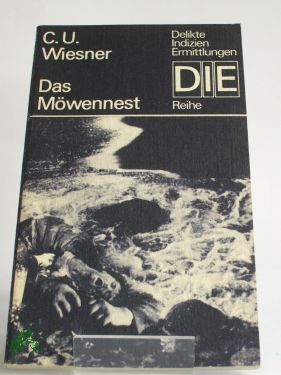 C. U.
Wiesner
Das
Möwennest
Delikte
Indizien
Ermittlungen
DIE
Reihe